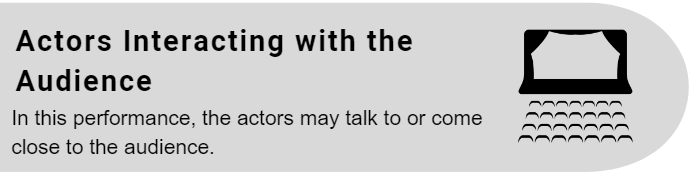 Actors Interacting with the
Audience
In this performance, the actors may talk to or come
close to the audience.